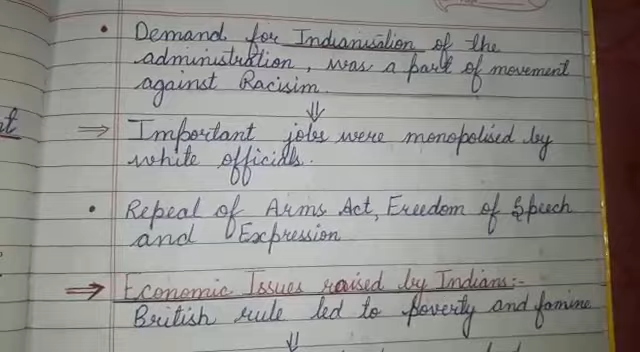 • Demand for Indianisation of the
administration, was a part of movement
against Racisim.
⇓
⇒ Important jobs were monopolised by
white officials.
• Repeal of Arms Act, Freedom of Speech
and Expression
⇒ Economic Issues raised by Indians:-
British rule led to poverty and famine
⇓